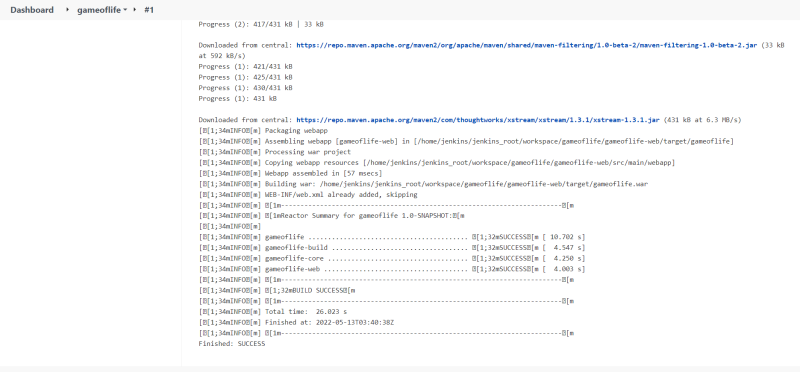 Dashboard gameoflife #1
Progress (2): 417/431 kB | 33 kB
Downloaded from central: https://repo.maven.apache.org/maven2/org/apache/maven/shared/maven-filtering/1.0-beta-2/maven-filtering-1.0-beta-2.jar (33 kB
at 592 kB/s)
Progress (1): 421/431 kB
Progress (1): 425/431 kB
Progress (1): 430/431 kB
Progress (1): 431 kB
Downloaded from central: https://repo.maven.apache.org/maven2/com/thoughtworks/xstream/xstream/1.3.1/xstream-1.3.1.jar (431 kB at 6.3 MB/s)
[␛[1;34mINFO␛[m] Packaging webapp
[␛[1;34mINFO␛[m] Assembling webapp [gameoflife-web] in [/home/jenkins/jenkins_root/workspace/gameoflife/gameoflife-web/target/gameoflife]
[␛[1;34mINFO␛[m] Processing war project
[␛[1;34mINFO␛[m] Copying webapp resources [/home/jenkins/jenkins_root/workspace/gameoflife/gameoflife-web/src/main/webapp]
[␛[1;34mINFO␛[m] Webapp assembled in [57 msecs]
[␛[1;34mINFO␛[m] Building war: /home/jenkins/jenkins_root/workspace/gameoflife/gameoflife-web/target/gameoflife.war
[␛[1;34mINFO␛[m] WEB-INF/web.xml already added, skipping
[␛[1;34mINFO␛[m] ␛[1m------------------------------------------------------------------------␛[m
[␛[1;34mINFO␛[m] ␛[1mReactor Summary for gameoflife 1.0-SNAPSHOT:␛[m
[␛[1;34mINFO␛[m]
[␛[1;34mINFO␛[m] gameoflife ......................................... ␛[1;32mSUCCESS␛[m [ 10.702 s]
[␛[1;34mINFO␛[m] gameoflife-build ................................... ␛[1;32mSUCCESS␛[m [  4.547 s]
[␛[1;34mINFO␛[m] gameoflife-core .................................... ␛[1;32mSUCCESS␛[m [  4.250 s]
[␛[1;34mINFO␛[m] gameoflife-web ..................................... ␛[1;32mSUCCESS␛[m [  4.003 s]
[␛[1;34mINFO␛[m] ␛[1m------------------------------------------------------------------------␛[m
[␛[1;34mINFO␛[m] ␛[1;32mBUILD SUCCESS␛[m
[␛[1;34mINFO␛[m] ␛[1m------------------------------------------------------------------------␛[m
[␛[1;34mINFO␛[m] Total time:  26.023 s
[␛[1;34mINFO␛[m] Finished at: 2022-05-13T03:40:38Z
[␛[1;34mINFO␛[m] ␛[1m------------------------------------------------------------------------␛[m
Finished: SUCCESS